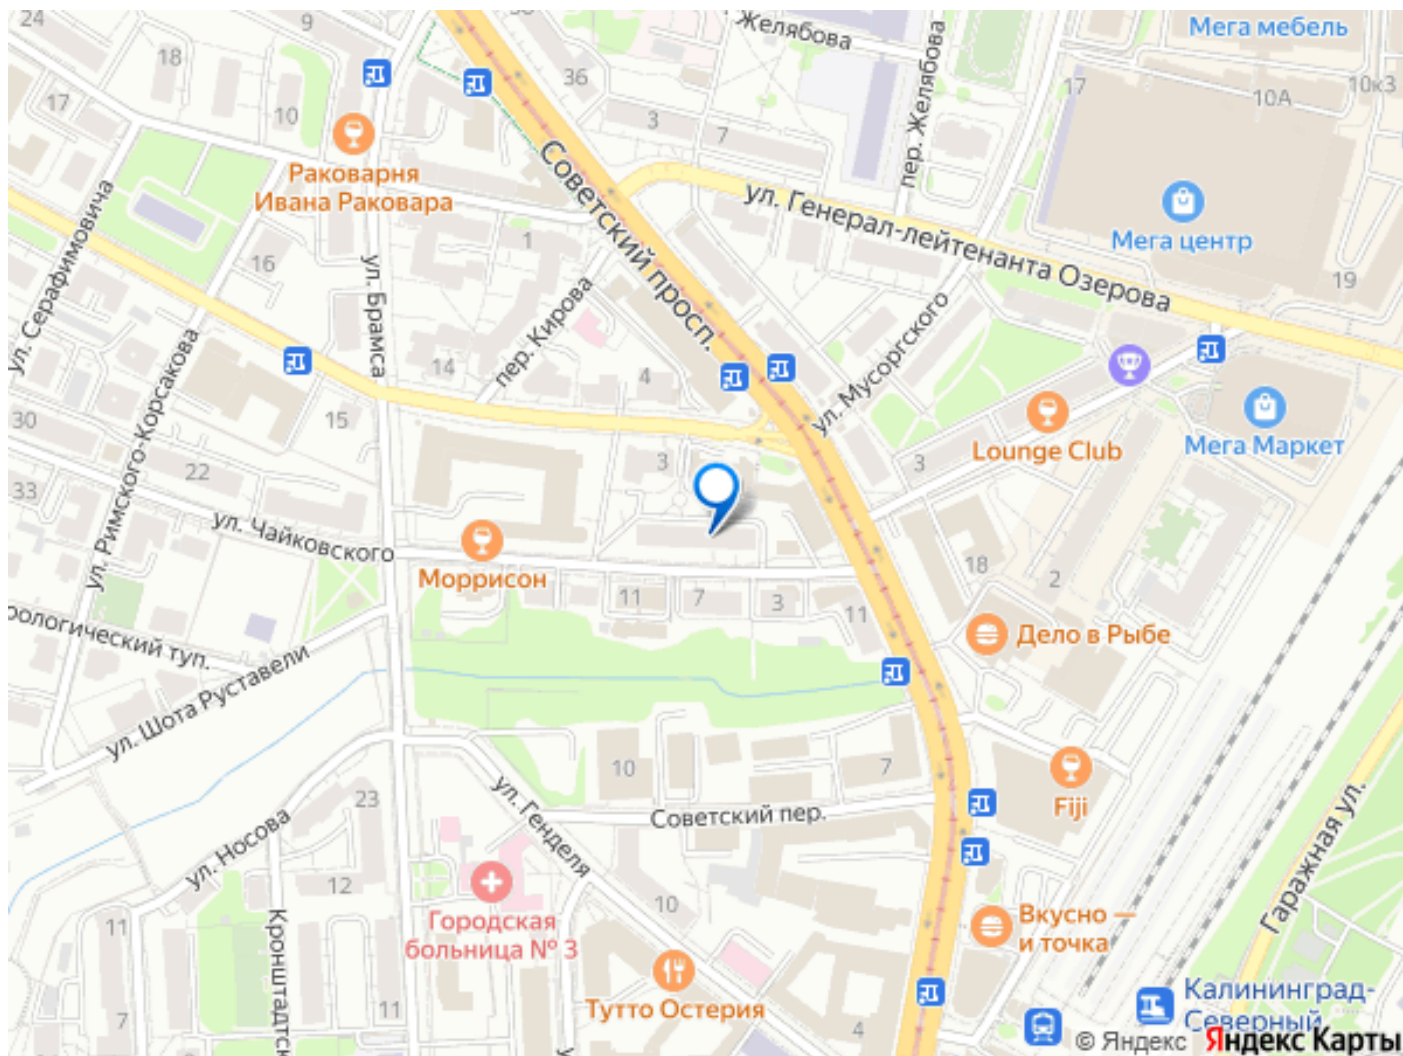 24
9
36
Желябова
Мега мебель
18
17
10
36
3
7
17
10А
10к3
пер. Желябова
Раковарня
Ивана Раковара
Советский просп.
ул. Генерал-лейтенанта Озерова
Мега центр
19
ул. Серафимовича
16
1
ул. Брамса
пер. Кирова
14
4
ул. Мусоргского
ул. Римского-Корсакова
30
15
22
33
3
3
Lounge Club
Мега Маркет
ул. Чайковского
Моррисон
11
7
3
11
18
2
Дело в Рыбе
рологический туп.
ул. Шота Руставели
10
7
Fiji
23
Советский пер.
ул. Генделя
ул. Носова
12
Гаражная ул.
11
Кронштадтск
Городская
больница № 3
10
Вкусно —
и точка
Тутто Остерия
7
11
4
Калининград-
Северный
© Яндекс Яндекс Карты